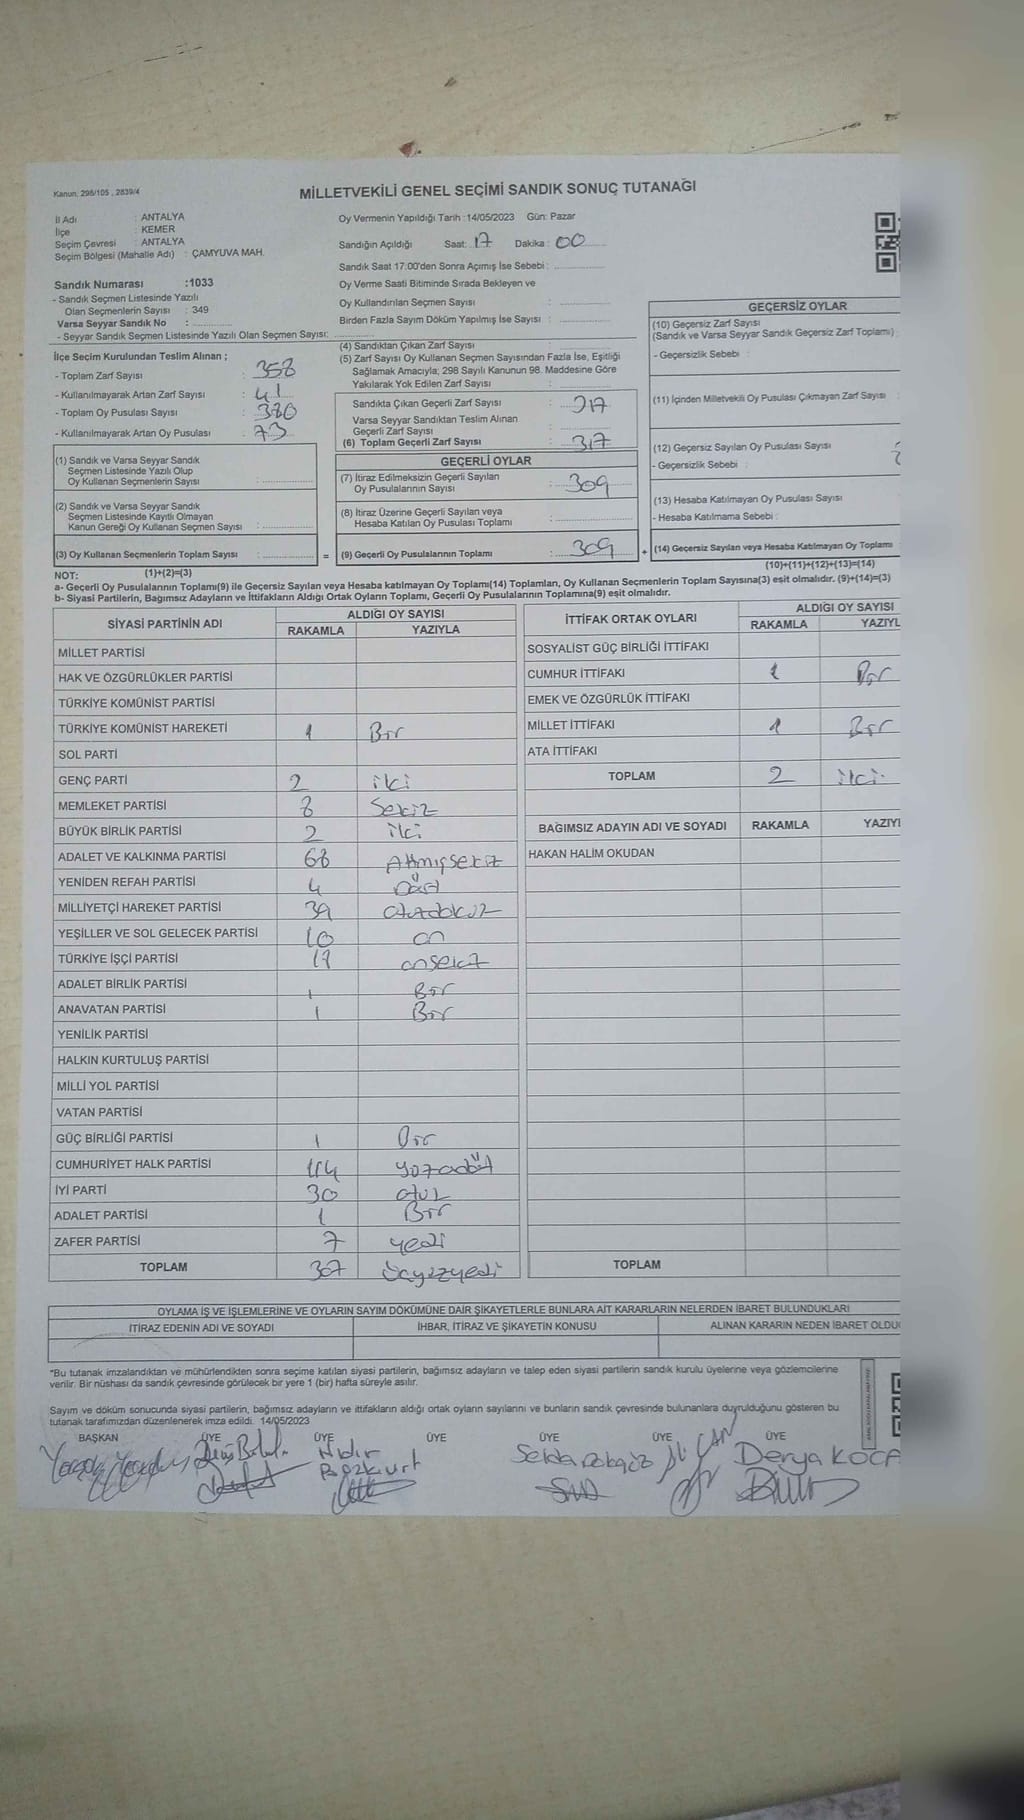 Kanun, 298/105 , 2839/4
MİLLETVEKİLİ GENEL SEÇİMİ SANDIK SONUÇ TUTANAĞI
İl Adı : ANTALYA
İlçe : KEMER
Seçim Çevresi : ANTALYA
Seçim Bölgesi (Mahalle Adı) : ÇAMYUVA MAH.
Oy Vermenin Yapıldığı Tarih :14/05/2023 Gün: Pazar
Sandığın Açıldığı Saat: 17 Dakika : 00
Sandık Saat 17:00'den Sonra Açımış İse Sebebi :
Sandık Numarası :1033
- Sandık Seçmen Listesinde Yazılı
Olan Seçmenlerin Sayısı : 349
Varsa Seyyar Sandık No :
- Seyyar Sandık Seçmen Listesinde Yazılı Olan Seçmen Sayısı:
Oy Verme Saati Bitiminde Sırada Bekleyen ve
Oy Kullandırılan Seçmen Sayısı :
Birden Fazla Sayım Döküm Yapılmış İse Sayısı :
İlçe Seçim Kurulundan Teslim Alınan ;
- Toplam Zarf Sayısı : 358
- Kullanılmayarak Artan Zarf Sayısı : 41
- Toplam Oy Pusulası Sayısı : 380
- Kullanılmayarak Artan Oy Pusulası : 73
(4) Sandıktan Çıkan Zarf Sayısı :
(5) Zarf Sayısı Oy Kullanan Seçmen Sayısından Fazla İse, Eşitliği
Sağlamak Amacıyla; 298 Sayılı Kanunun 98. Maddesine Göre
Yakılarak Yok Edilen Zarf Sayısı :
Sandıkta Çıkan Geçerli Zarf Sayısı : 317
Varsa Seyyar Sandıktan Teslim Alınan
Geçerli Zarf Sayısı :
(6) Toplam Geçerli Zarf Sayısı : 317
GEÇERSİZ OYLAR
(10) Geçersiz Zarf Sayısı
(Sandık ve Varsa Seyyar Sandık Geçersiz Zarf Toplamı) :
- Geçersizlik Sebebi :
(11) İçinden Milletvekili Oy Pusulası Çıkmayan Zarf Sayısı :
(12) Geçersiz Sayılan Oy Pusulası Sayısı :
- Geçersizlik Sebebi :
(13) Hesaba Katılmayan Oy Pusulası Sayısı
- Hesaba Katılmama Sebebi :
(14) Geçersiz Sayılan veya Hesaba Katılmayan Oy Toplamı
(10)+(11)+(12)+(13)=(14)
(1) Sandık ve Varsa Seyyar Sandık
Seçmen Listesinde Yazılı Olup
Oy Kullanan Seçmenlerin Sayısı :
(2) Sandık ve Varsa Seyyar Sandık
Seçmen Listesinde Kayıtlı Olmayan
Kanun Gereği Oy Kullanan Seçmen Sayısı :
(3) Oy Kullanan Seçmenlerin Toplam Sayısı : =
(1)+(2)=(3)
GEÇERLİ OYLAR
(7) İtiraz Edilmeksizin Geçerli Sayılan
Oy Pusulalarının Sayısı : 309
(8) İtiraz Üzerine Geçerli Sayılan veya
Hesaba Katılan Oy Pusulası Toplamı :
(9) Geçerli Oy Pusulalarının Toplamı : 309 +
NOT:
a- Geçerli Oy Pusulalarının Toplamı(9) ile Geçersiz Sayılan veya Hesaba katılmayan Oy Toplamı(14) Toplamları, Oy Kullanan Seçmenlerin Toplam Sayısına(3) eşit olmalıdır. (9)+(14)=(3)
b- Siyasi Partilerin, Bağımsız Adayların ve İttifakların Aldığı Ortak Oyların Toplamı, Geçerli Oy Pusulalarının Toplamına(9) eşit olmalıdır.
SİYASİ PARTİNİN ADI ALDIĞI OY SAYISI
RAKAMLA YAZIYLA
MİLLET PARTİSİ
HAK VE ÖZGÜRLÜKLER PARTİSİ
TÜRKİYE KOMÜNİST PARTİSİ
TÜRKİYE KOMÜNİST HAREKETİ 1 Bir
SOL PARTİ
GENÇ PARTİ 2 iki
MEMLEKET PARTİSİ 8 Sekiz
BÜYÜK BİRLİK PARTİSİ 2 iki
ADALET VE KALKINMA PARTİSİ 68 Altmışsekiz
YENİDEN REFAH PARTİSİ 4 Dört
MİLLİYETÇİ HAREKET PARTİSİ 39 otuzdokuz
YEŞİLLER VE SOL GELECEK PARTİSİ 10 on
TÜRKİYE İŞÇİ PARTİSİ onsekiz
ADALET BİRLİK PARTİSİ 1 Bir
ANAVATAN PARTİSİ 1 Bir
YENİLİK PARTİSİ
HALKIN KURTULUŞ PARTİSİ
MİLLİ YOL PARTİSİ
VATAN PARTİSİ
GÜÇ BİRLİĞİ PARTİSİ 1 Bir
CUMHURİYET HALK PARTİSİ 114
İYİ PARTİ 30 otuz
ADALET PARTİSİ 1 Bir
ZAFER PARTİSİ 7 yedi
TOPLAM 307 üçyüzyedi
İTTİFAK ORTAK OYLARI ALDIĞI OY SAYISI
RAKAMLA YAZIYL
SOSYALİST GÜÇ BİRLİĞİ İTTİFAKI
CUMHUR İTTİFAKI 1 Bir
EMEK VE ÖZGÜRLÜK İTTİFAKI
MİLLET İTTİFAKI 1 Bir
ATA İTTİFAKI
TOPLAM 2 iki
BAĞIMSIZ ADAYIN ADI VE SOYADI RAKAMLA YAZIYL
HAKAN HALİM OKUDAN
TOPLAM
OYLAMA İŞ VE İŞLEMLERİNE VE OYLARIN SAYIM DÖKÜMÜNE DAİR ŞİKAYETLERLE BUNLARA AİT KARARLARIN NELERDEN İBARET BULUNDUKLARI
İTİRAZ EDENİN ADI VE SOYADI İHBAR, İTİRAZ VE ŞİKAYETİN KONUSU ALINAN KARARIN NEDEN İBARET OLDU
*Bu tutanak imzalandıktan ve mühürlendikten sonra seçime katılan siyasi partilerin, bağımsız adayların ve talep eden siyasi partilerin sandık kurulu üyelerine veya gözlemcilerine
verilir. Bir nüshası da sandık çevresinde görülecek bir yere 1 (bir) hafta süreyle asılır.
Sayım ve döküm sonucunda siyasi partilerin, bağımsız adayların ve ittifakların aldığı ortak oyların sayılarını ve bunların sandık çevresinde bulunanlara duyrulduğunu gösteren bu
tutanak tarafımızdan düzenlenerek imza edildi. 14/05/2023
BAŞKAN ÜYE ÜYE ÜYE ÜYE ÜYE ÜYE
Nidir Bozkurt
Derya KOCA